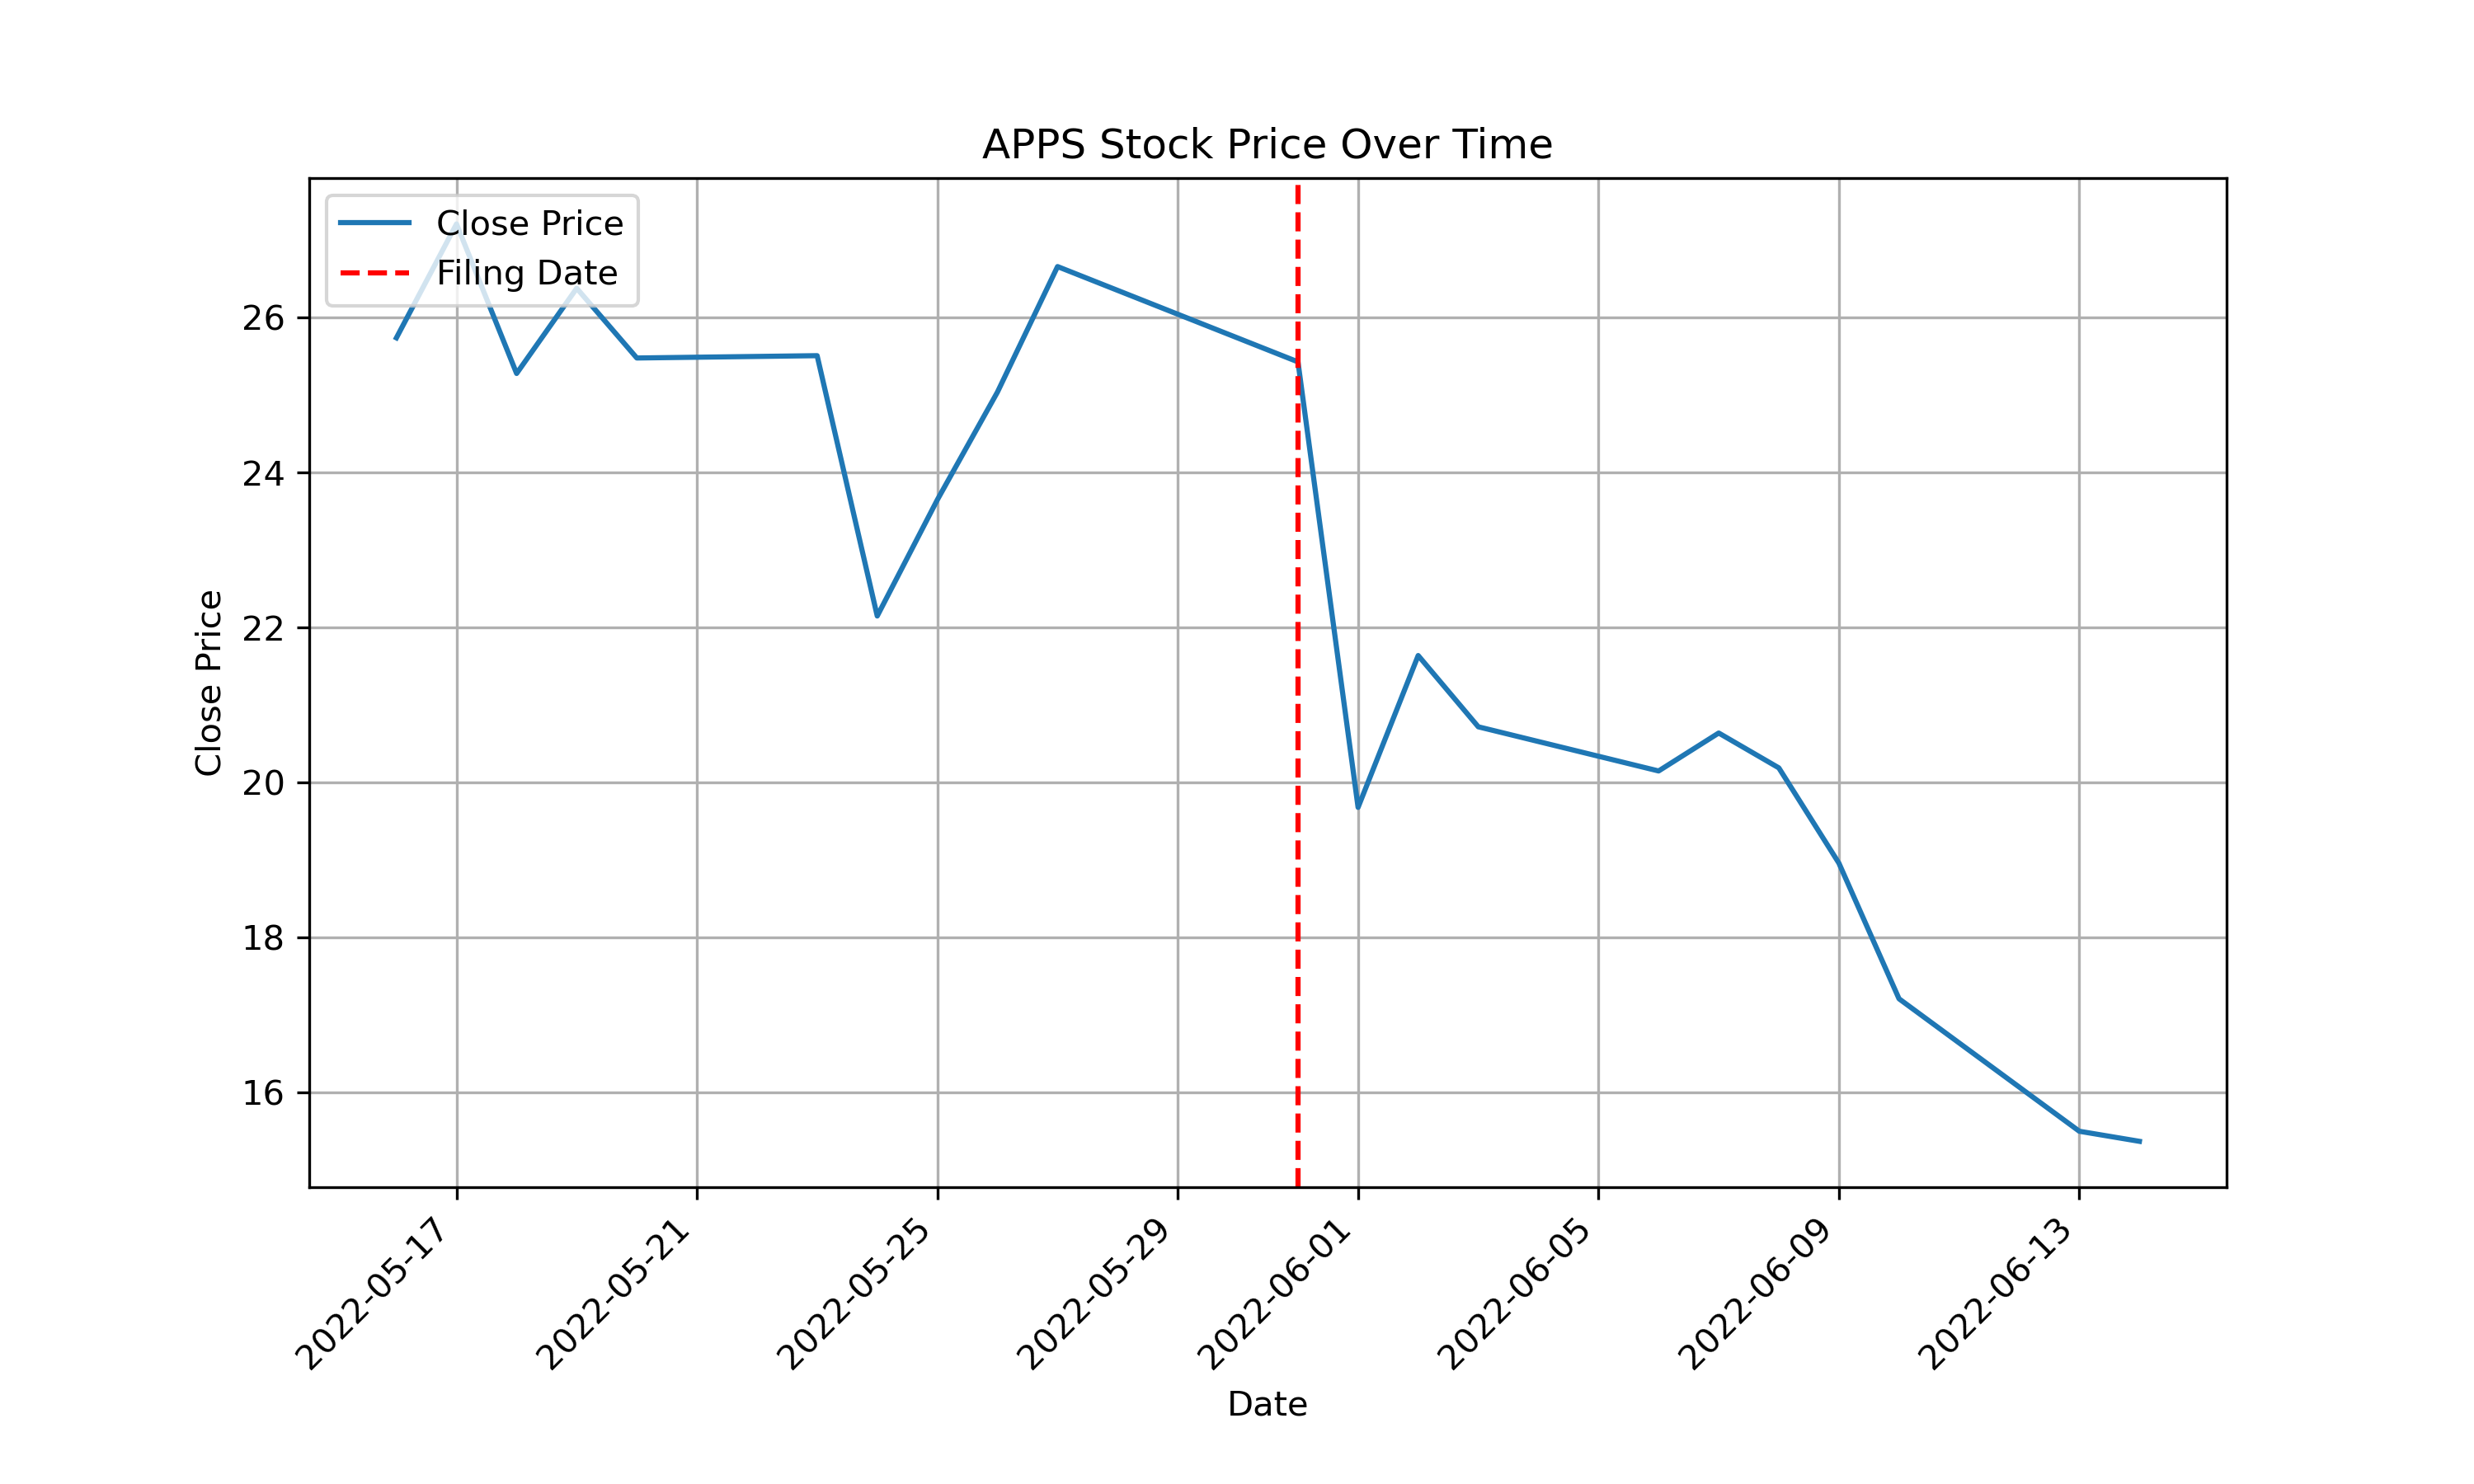 APPS Stock Price Over Time
Close Price
Filing Date
Close Price
26
24
22
20
18
16
2022-05-17
2022-05-21
2022-05-25
2022-05-29
2022-06-01
2022-06-05
2022-06-09
2022-06-13
Date